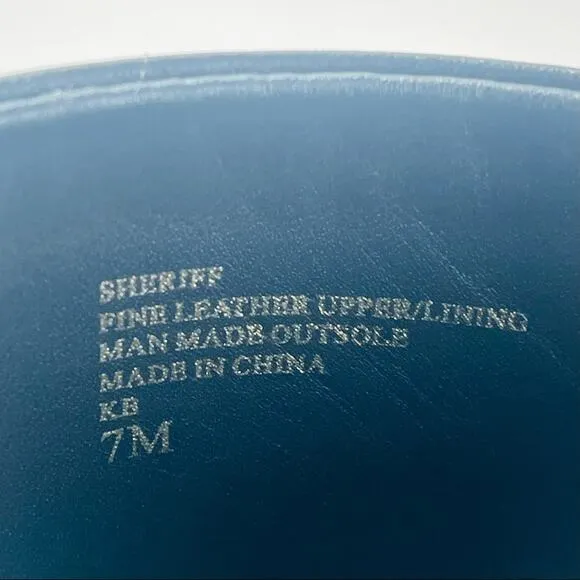 SHERIFF
FINE LEATHER UPPER/LINING
MAN MADE OUTSOLE
MADE IN CHINA
KB
7M